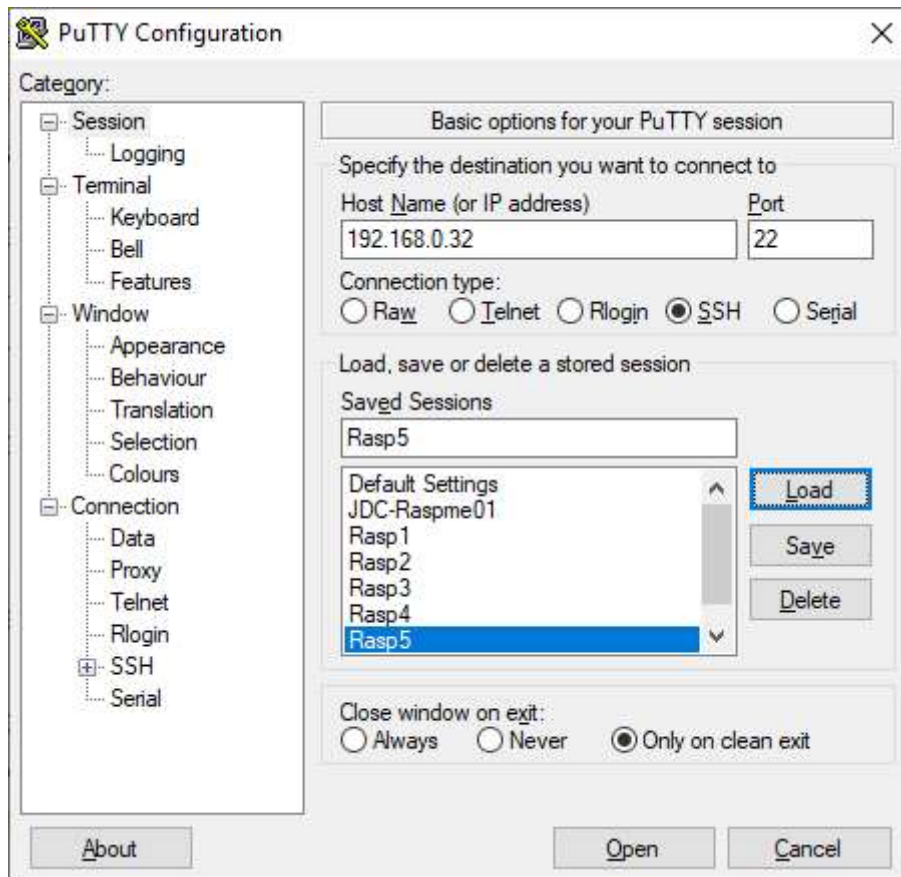 PuTTY Configuration
Category:
Session
Logging
Terminal
Keyboard
Bell
Features
Window
Appearance
Behaviour
Translation
Selection
Colours
Connection
Data
Proxy
Telnet
Rlogin
SSH
Serial
Basic options for your PuTTY session
Specify the destination you want to connect to
Host Name (or IP address) Port
192.168.0.32 22
Connection type:
Raw Telnet Rlogin SSH Serial
Load, save or delete a stored session
Saved Sessions
Rasp5
Default Settings
JDC-Raspme01
Rasp1
Rasp2
Rasp3
Rasp4
Rasp5
Load
Save
Delete
Close window on exit:
Always Never Only on clean exit
About Open Cancel